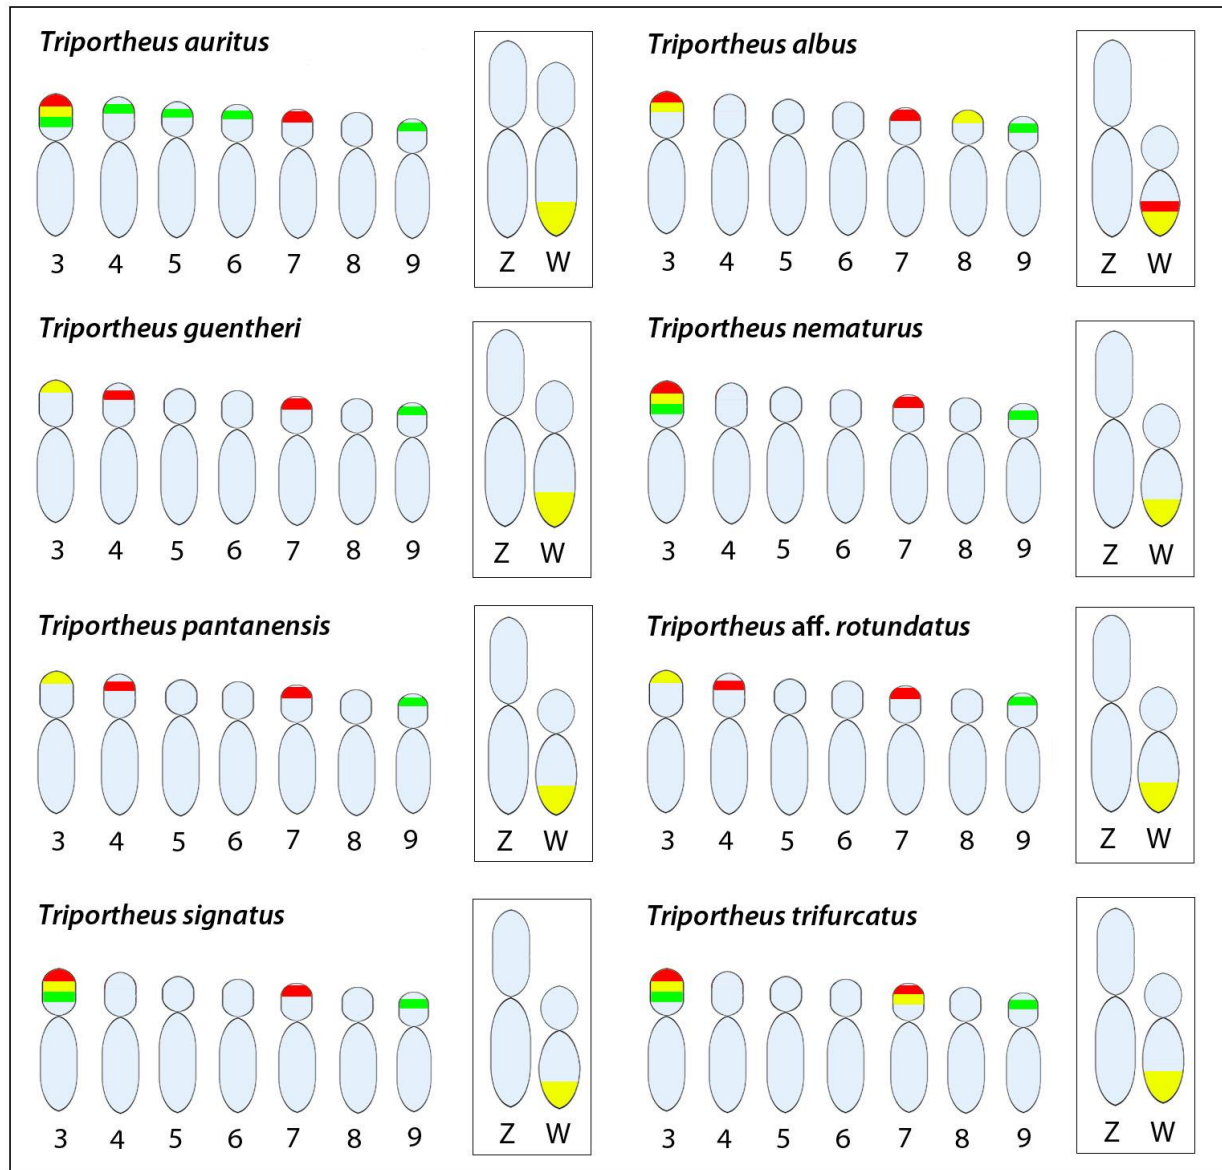 Triportheus auritus
3 4 5 6 7 8 9 Z W
Triportheus albus
3 4 5 6 7 8 9 Z W
Triportheus guentheri
3 4 5 6 7 8 9 Z W
Triportheus nematurus
3 4 5 6 7 8 9 Z W
Triportheus pantanensis
3 4 5 6 7 8 9 Z W
Triportheus aff. rotundatus
3 4 5 6 7 8 9 Z W
Triportheus signatus
3 4 5 6 7 8 9 Z W
Triportheus trifurcatus
3 4 5 6 7 8 9 Z W